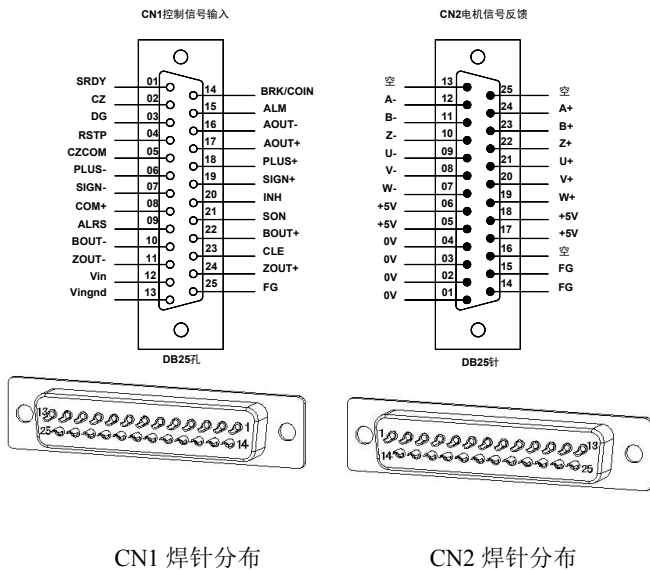 CN1控制信号输入
SRDY 01
CZ 02
DG 03
RSTP 04
CZCOM 05
PLUS- 06
SIGN- 07
COM+ 08
ALRS 09
BOUT- 10
ZOUT- 11
Vin 12
Vingnd 13
14 BRK/COIN
15 ALM
16 AOUT-
17 AOUT+
18 PLUS+
19 SIGN+
20 INH
21 SON
22 BOUT+
23 CLE
24 ZOUT+
25 FG
DB25孔
CN2电机信号反馈
空 13
A- 12
B- 11
Z- 10
U- 09
V- 08
W- 07
+5V 06
+5V 05
0V 04
0V 03
0V 02
0V 01
25 空
24 A+
23 B+
22 Z+
21 U+
20 V+
19 W+
18 +5V
17 +5V
16 空
15 FG
14 FG
DB25针
13 1
25 14
CN1 焊针分布
1 13
14 25
CN2 焊针分布